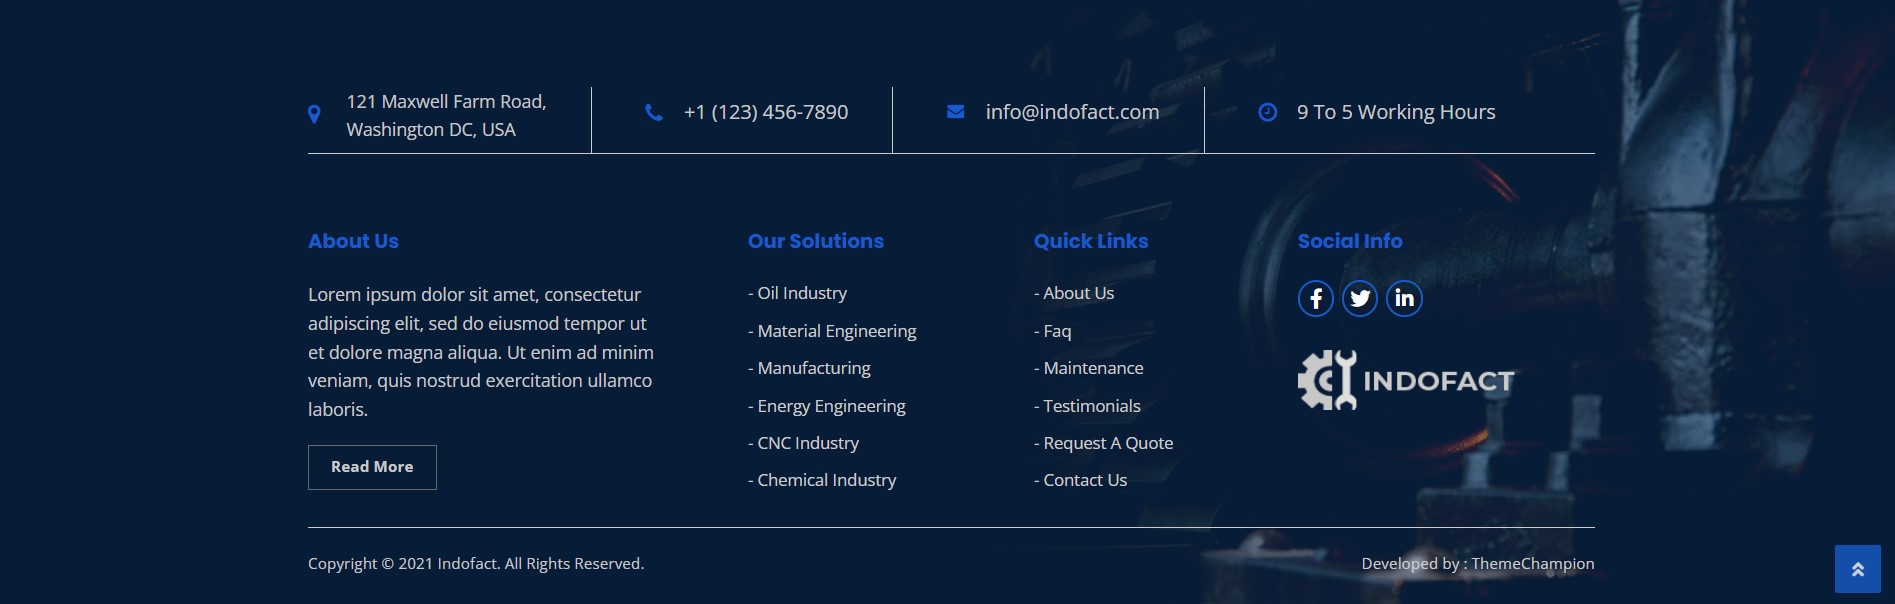 121 Maxwell Farm Road,
Washington DC, USA
+1 (123) 456-7890
info@indofact.com
9 To 5 Working Hours
About Us
Lorem ipsum dolor sit amet, consectetur
adipiscing elit, sed do eiusmod tempor ut
et dolore magna aliqua. Ut enim ad minim
veniam, quis nostrud exercitation ullamco
laboris.
Read More
Our Solutions
- Oil Industry
- Material Engineering
- Manufacturing
- Energy Engineering
- CNC Industry
- Chemical Industry
Quick Links
- About Us
- Faq
- Maintenance
- Testimonials
- Request A Quote
- Contact Us
Social Info
INDOFACT
Copyright © 2021 Indofact. All Rights Reserved.
Developed by : ThemeChampion